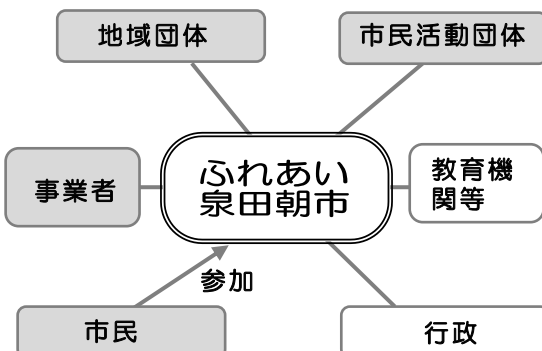 地域団体
市民活動団体
ふれあい
泉田朝市
事業者
教育機
関等
参加
市民
行政